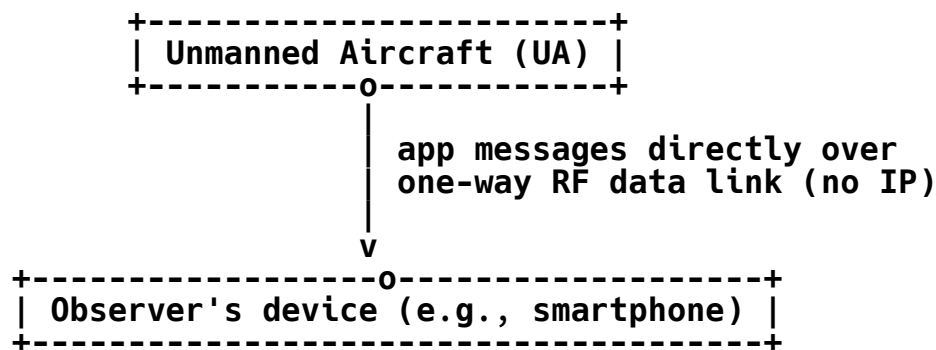 +------------------------+
| Unmanned Aircraft (UA) |
+-----------o------------+
|
| app messages directly over
| one-way RF data link (no IP)
|
v
+------------------o-------------------+
| Observer's device (e.g., smartphone) |
+--------------------------------------+